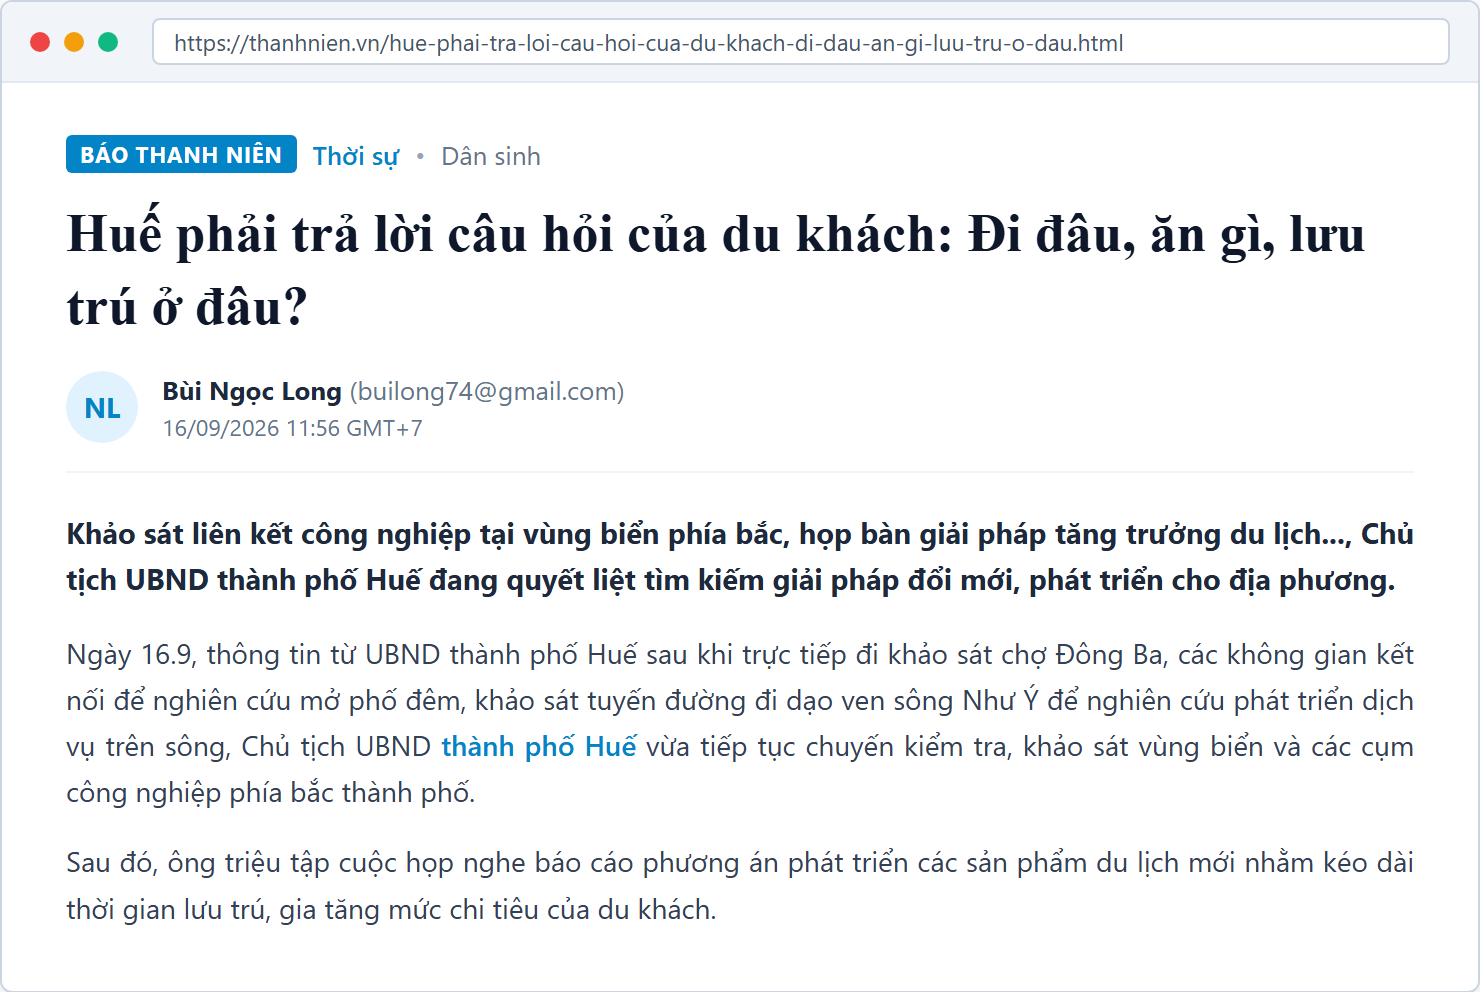 https://thanhnien.vn/hue-phai-tra-loi-cau-hoi-cua-du-khach-di-dau-an-gi-luu-tru-o-dau.html
BÁO THANH NIÊN Thời sự • Dân sinh
Huế phải trả lời câu hỏi của du khách: Đi đâu, ăn gì, lưu
trú ở đâu?
NL
Bùi Ngọc Long (builong74@gmail.com)
16/09/2026 11:56 GMT+7
Khảo sát liên kết công nghiệp tại vùng biển phía bắc, họp bàn giải pháp tăng trưởng du lịch..., Chủ
tịch UBND thành phố Huế đang quyết liệt tìm kiếm giải pháp đổi mới, phát triển cho địa phương.
Ngày 16.9, thông tin từ UBND thành phố Huế sau khi trực tiếp đi khảo sát chợ Đông Ba, các không gian kết
nối để nghiên cứu mở phố đêm, khảo sát tuyến đường đi dạo ven sông Như Ý để nghiên cứu phát triển dịch
vụ trên sông, Chủ tịch UBND thành phố Huế vừa tiếp tục chuyến kiểm tra, khảo sát vùng biển và các cụm
công nghiệp phía bắc thành phố.
Sau đó, ông triệu tập cuộc họp nghe báo cáo phương án phát triển các sản phẩm du lịch mới nhằm kéo dài
thời gian lưu trú, gia tăng mức chi tiêu của du khách.